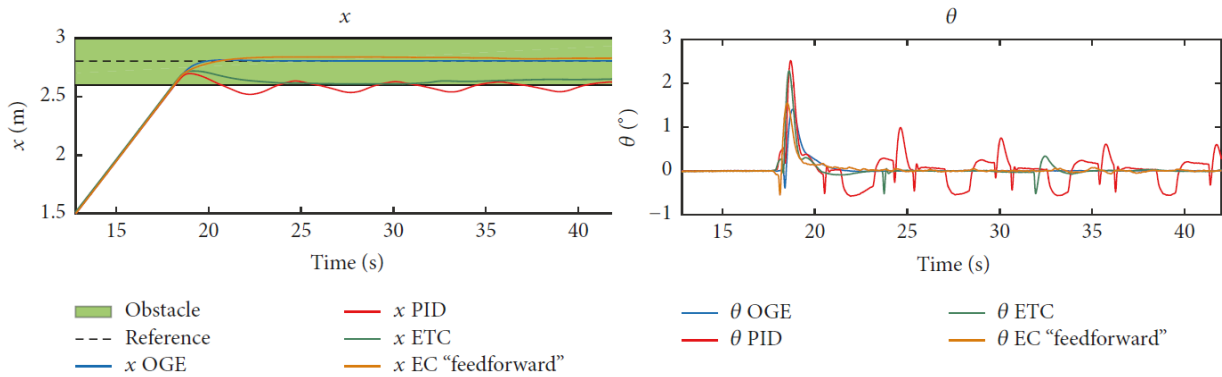 x
3
2.5
2
1.5
x (m)
15 20 25 30 35 40
Time (s)
Obstacle
Reference
x OGE
x PID
x ETC
x EC “feedforward”
θ
3
2
1
0
−1
θ (°)
15 20 25 30 35 40
Time (s)
θ OGE
θ PID
θ ETC
θ EC “feedforward”